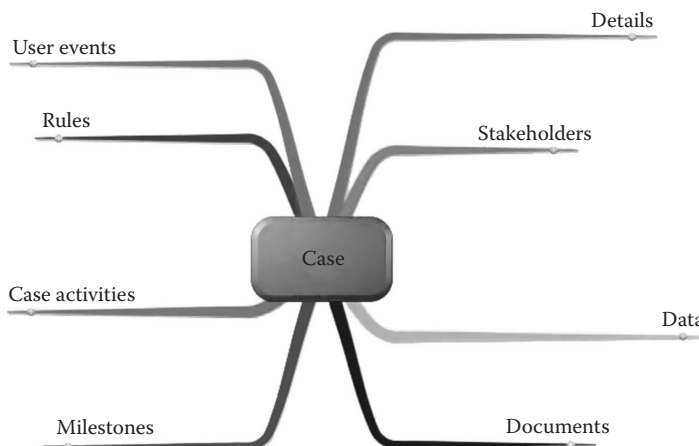 User events
Rules
Case activities
Milestones
Case
Details
Stakeholders
Data
Documents